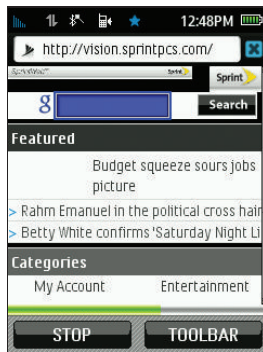 12:48PM
http://vision.sprintpcs.com/
Sprint
g Search
Featured
Budget squeeze sours jobs
picture
> Rahm Emanuel in the political cross hair
> Betty White confirms 'Saturday Night Li
Categories
My Account Entertainment
STOP TOOLBAR